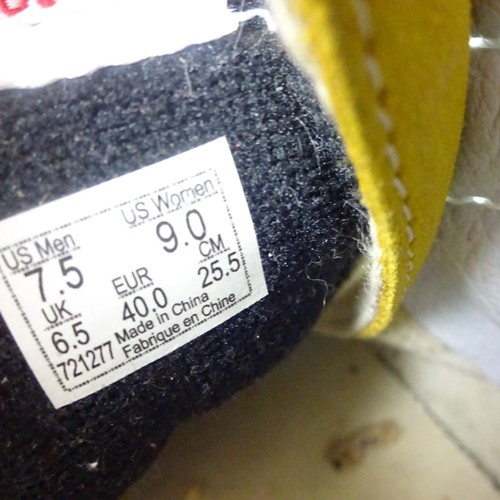 US Men US Women
7.5 9.0
UK EUR CM
6.5 40.0 25.5
721277 Made in China
Fabrique en Chine